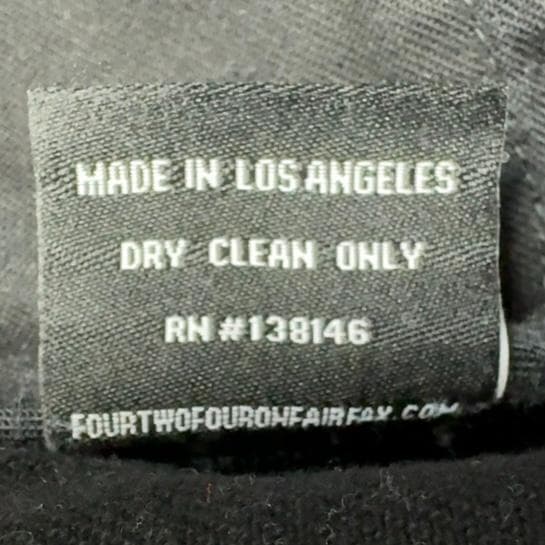 MADE IN LOS ANGELES
DRY CLEAN ONLY
RN #138146
FOURTWOFOURONFAIRFAX.COM